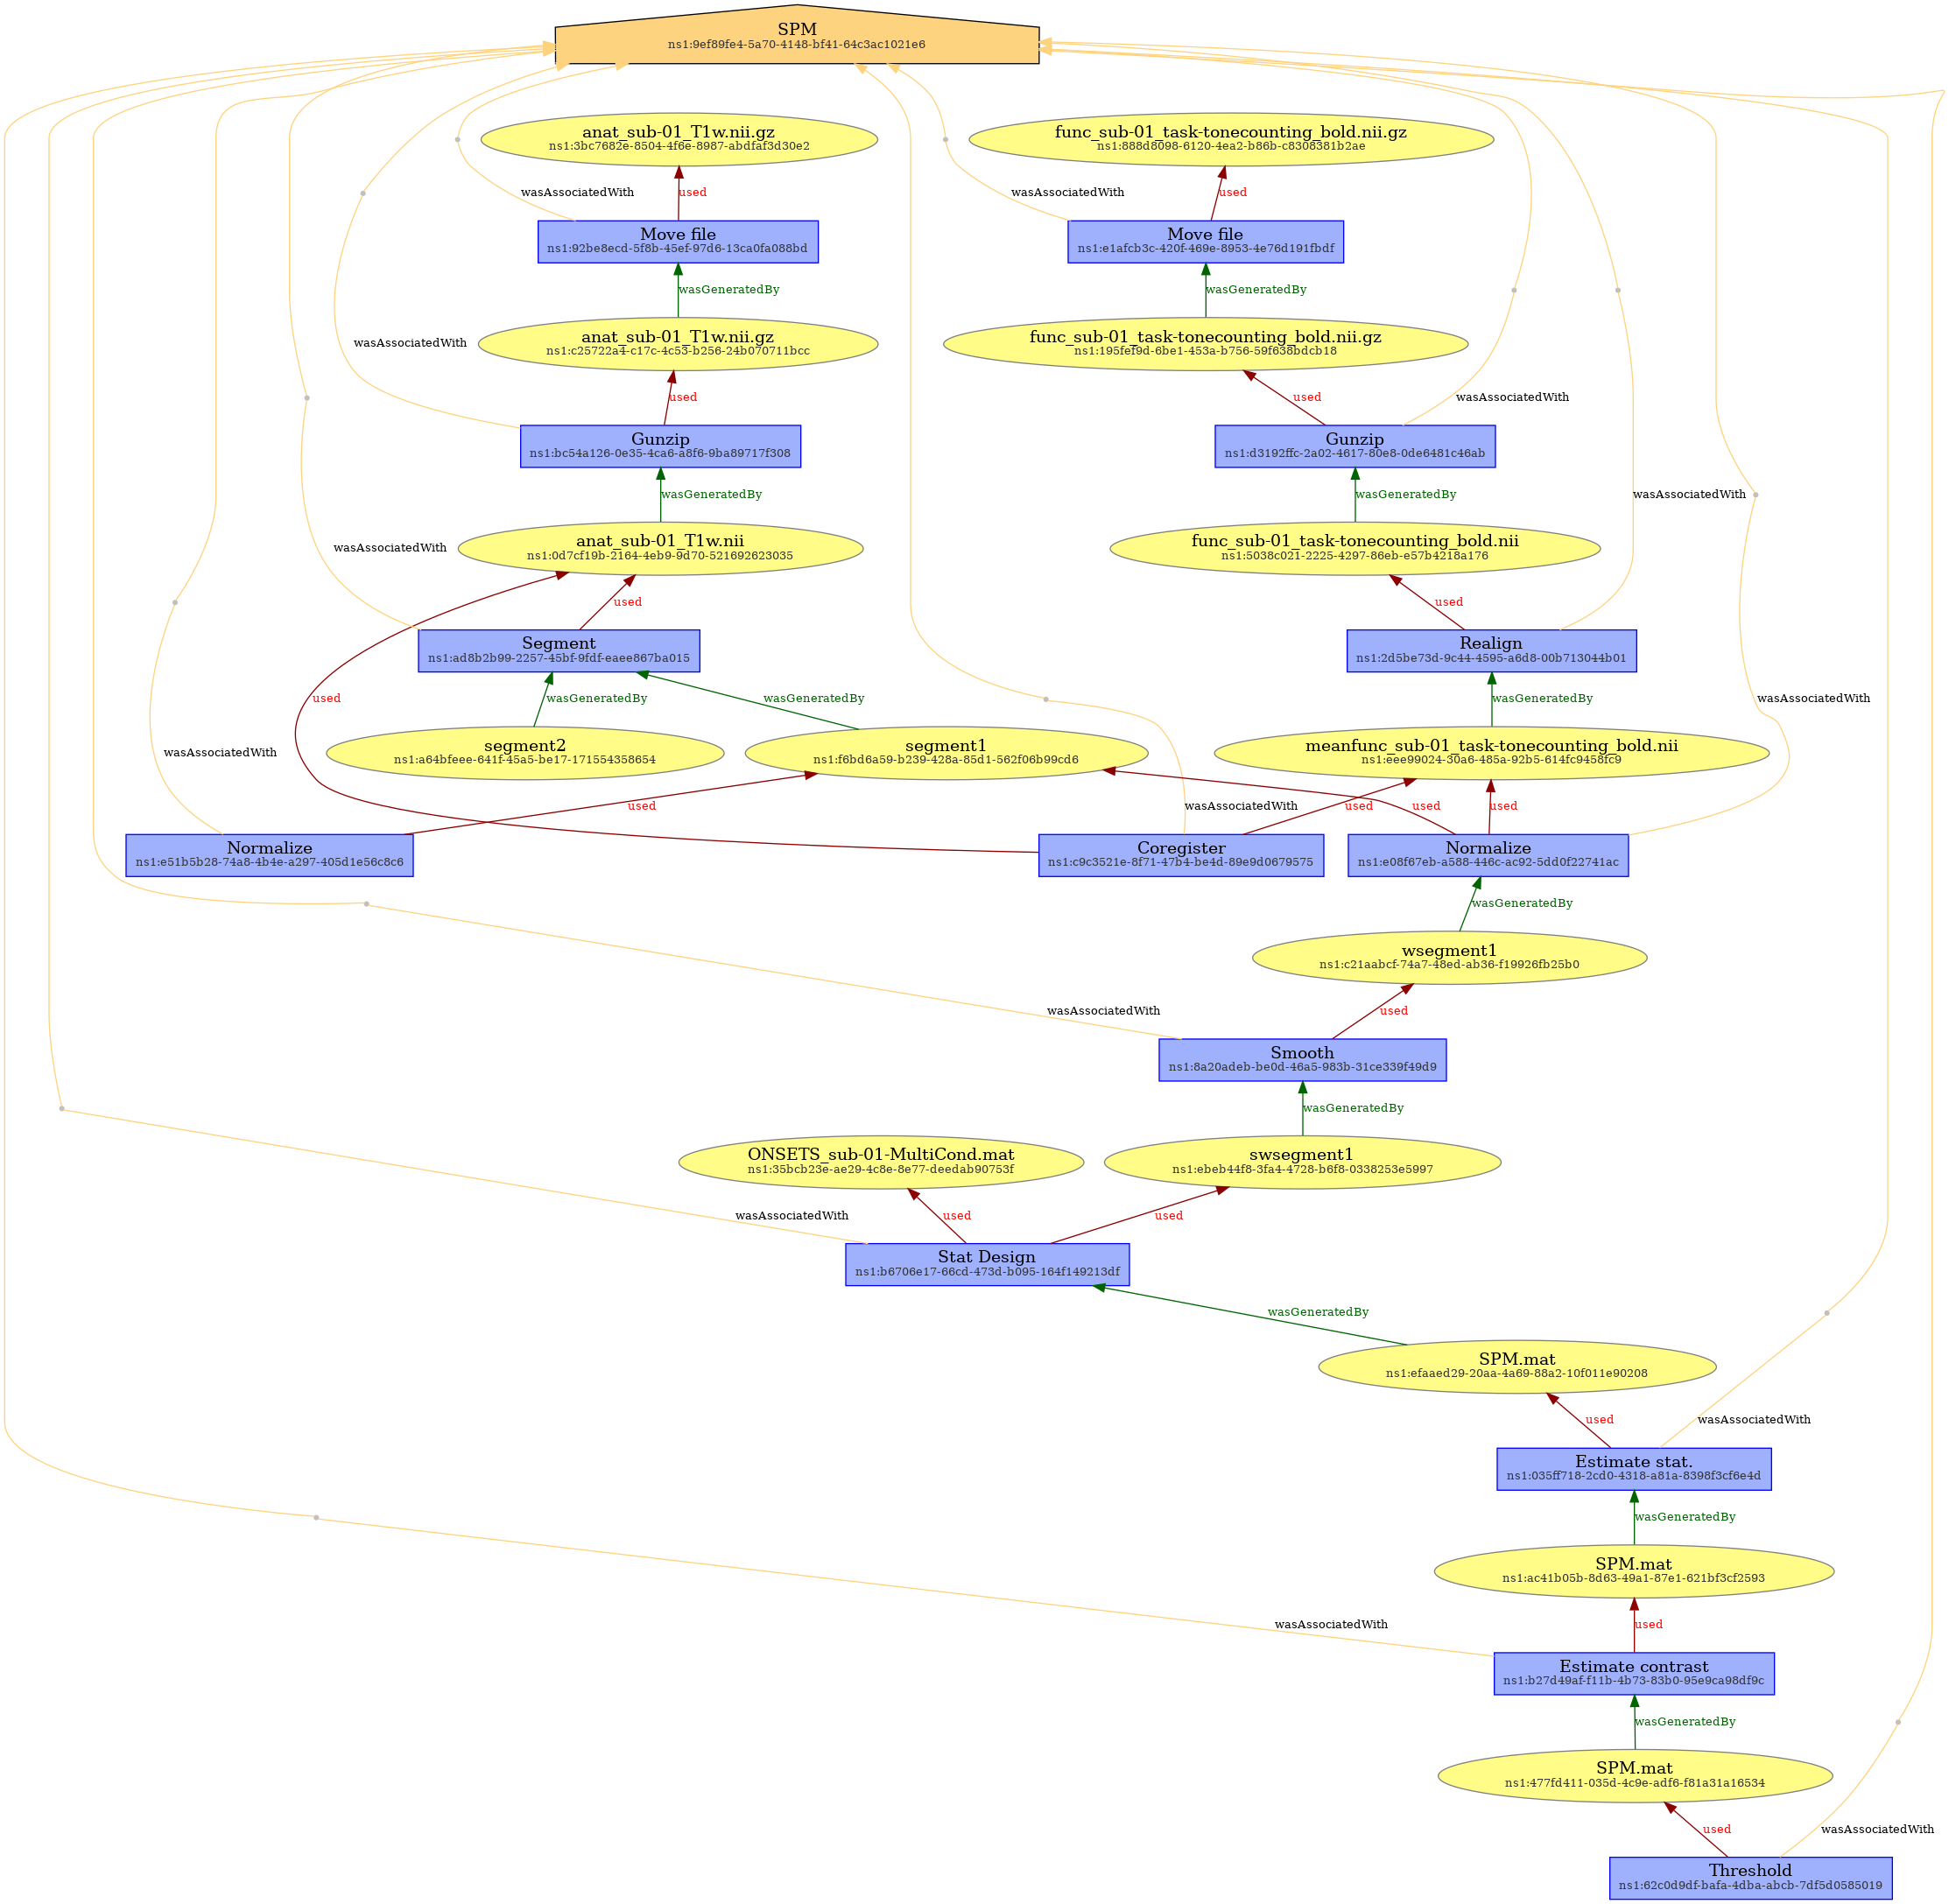 SPM
ns1:9ef89fe4-5a70-4148-bf41-64c3ac1021e6
anat_sub-01_T1w.nii.gz
ns1:3bc7682e-8504-4f6e-8987-abdfaf3d30e2
func_sub-01_task-tonecounting_bold.nii.gz
ns1:888d8098-6120-4ea2-b86b-c8308381b2ae
wasAssociatedWith
used
wasAssociatedWith
used
Move file
ns1:92be8ecd-5f8b-45ef-97d6-13ca0fa088bd
Move file
ns1:e1afcb3c-420f-469e-8953-4e76d191fbdf
wasGeneratedBy
wasGeneratedBy
anat_sub-01_T1w.nii.gz
ns1:c25722a4-c17c-4c53-b256-24b070711bcc
func_sub-01_task-tonecounting_bold.nii.gz
ns1:195fef9d-6be1-453a-b756-59f638bdcb18
wasAssociatedWith
used
used
wasAssociatedWith
Gunzip
ns1:bc54a126-0e35-4ca6-a8f6-9ba89717f308
Gunzip
ns1:d3192ffc-2a02-4617-80e8-0de6481c46ab
wasGeneratedBy
wasGeneratedBy
wasAssociatedWith
anat_sub-01_T1w.nii
ns1:0d7cf19b-2164-4eb9-9d70-521692623035
func_sub-01_task-tonecounting_bold.nii
ns1:5038c021-2225-4297-86eb-e57b4218a176
wasAssociatedWith
used
used
Segment
ns1:ad8b2b99-2257-45bf-9fdf-eaee867ba015
Realign
ns1:2d5be73d-9c44-4595-a6d8-00b713044b01
used
wasGeneratedBy
wasGeneratedBy
wasGeneratedBy
wasAssociatedWith
wasAssociatedWith
segment2
ns1:a64bfeee-641f-45a5-be17-171554358654
segment1
ns1:f6bd6a59-b239-428a-85d1-562f06b99cd6
meanfunc_sub-01_task-tonecounting_bold.nii
ns1:eee99024-30a6-485a-92b5-614fc9458fc9
used
wasAssociatedWith
used
used
used
Normalize
ns1:e51b5b28-74a8-4b4e-a297-405d1e56c8c6
Coregister
ns1:c9c3521e-8f71-47b4-be4d-89e9d0679575
Normalize
ns1:e08f67eb-a588-446c-ac92-5dd0f22741ac
wasGeneratedBy
wsegment1
ns1:c21aabcf-74a7-48ed-ab36-f19926fb25b0
wasAssociatedWith
used
Smooth
ns1:8a20adeb-be0d-46a5-983b-31ce339f49d9
wasGeneratedBy
ONSETS_sub-01-MultiCond.mat
ns1:35bcb23e-ae29-4c8e-8e77-deedab90753f
swsegment1
ns1:ebeb44f8-3fa4-4728-b6f8-0338253e5997
wasAssociatedWith
used
used
Stat Design
ns1:b6706e17-66cd-473d-b095-164f149213df
wasGeneratedBy
SPM.mat
ns1:efaaed29-20aa-4a69-88a2-10f011e90208
used
wasAssociatedWith
Estimate stat.
ns1:035ff718-2cd0-4318-a81a-8398f3cf6e4d
wasGeneratedBy
SPM.mat
ns1:ac41b05b-8d63-49a1-87e1-621bf3cf2593
wasAssociatedWith
used
Estimate contrast
ns1:b27d49af-f11b-4b73-83b0-95e9ca98df9c
wasGeneratedBy
SPM.mat
ns1:477fd411-035d-4c9e-adf6-f81a31a16534
used
wasAssociatedWith
Threshold
ns1:62c0d9df-bafa-4dba-abcb-7df5d0585019